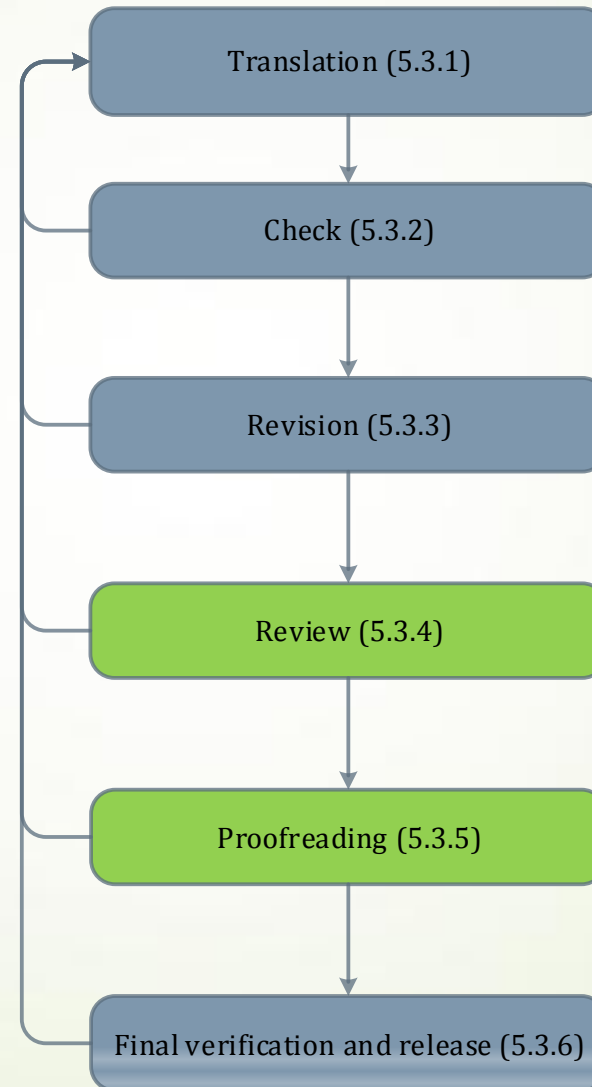 Translation (5.3.1)
Check (5.3.2)
Revision (5.3.3)
Review (5.3.4)
Proofreading (5.3.5)
Final verification and release (5.3.6)